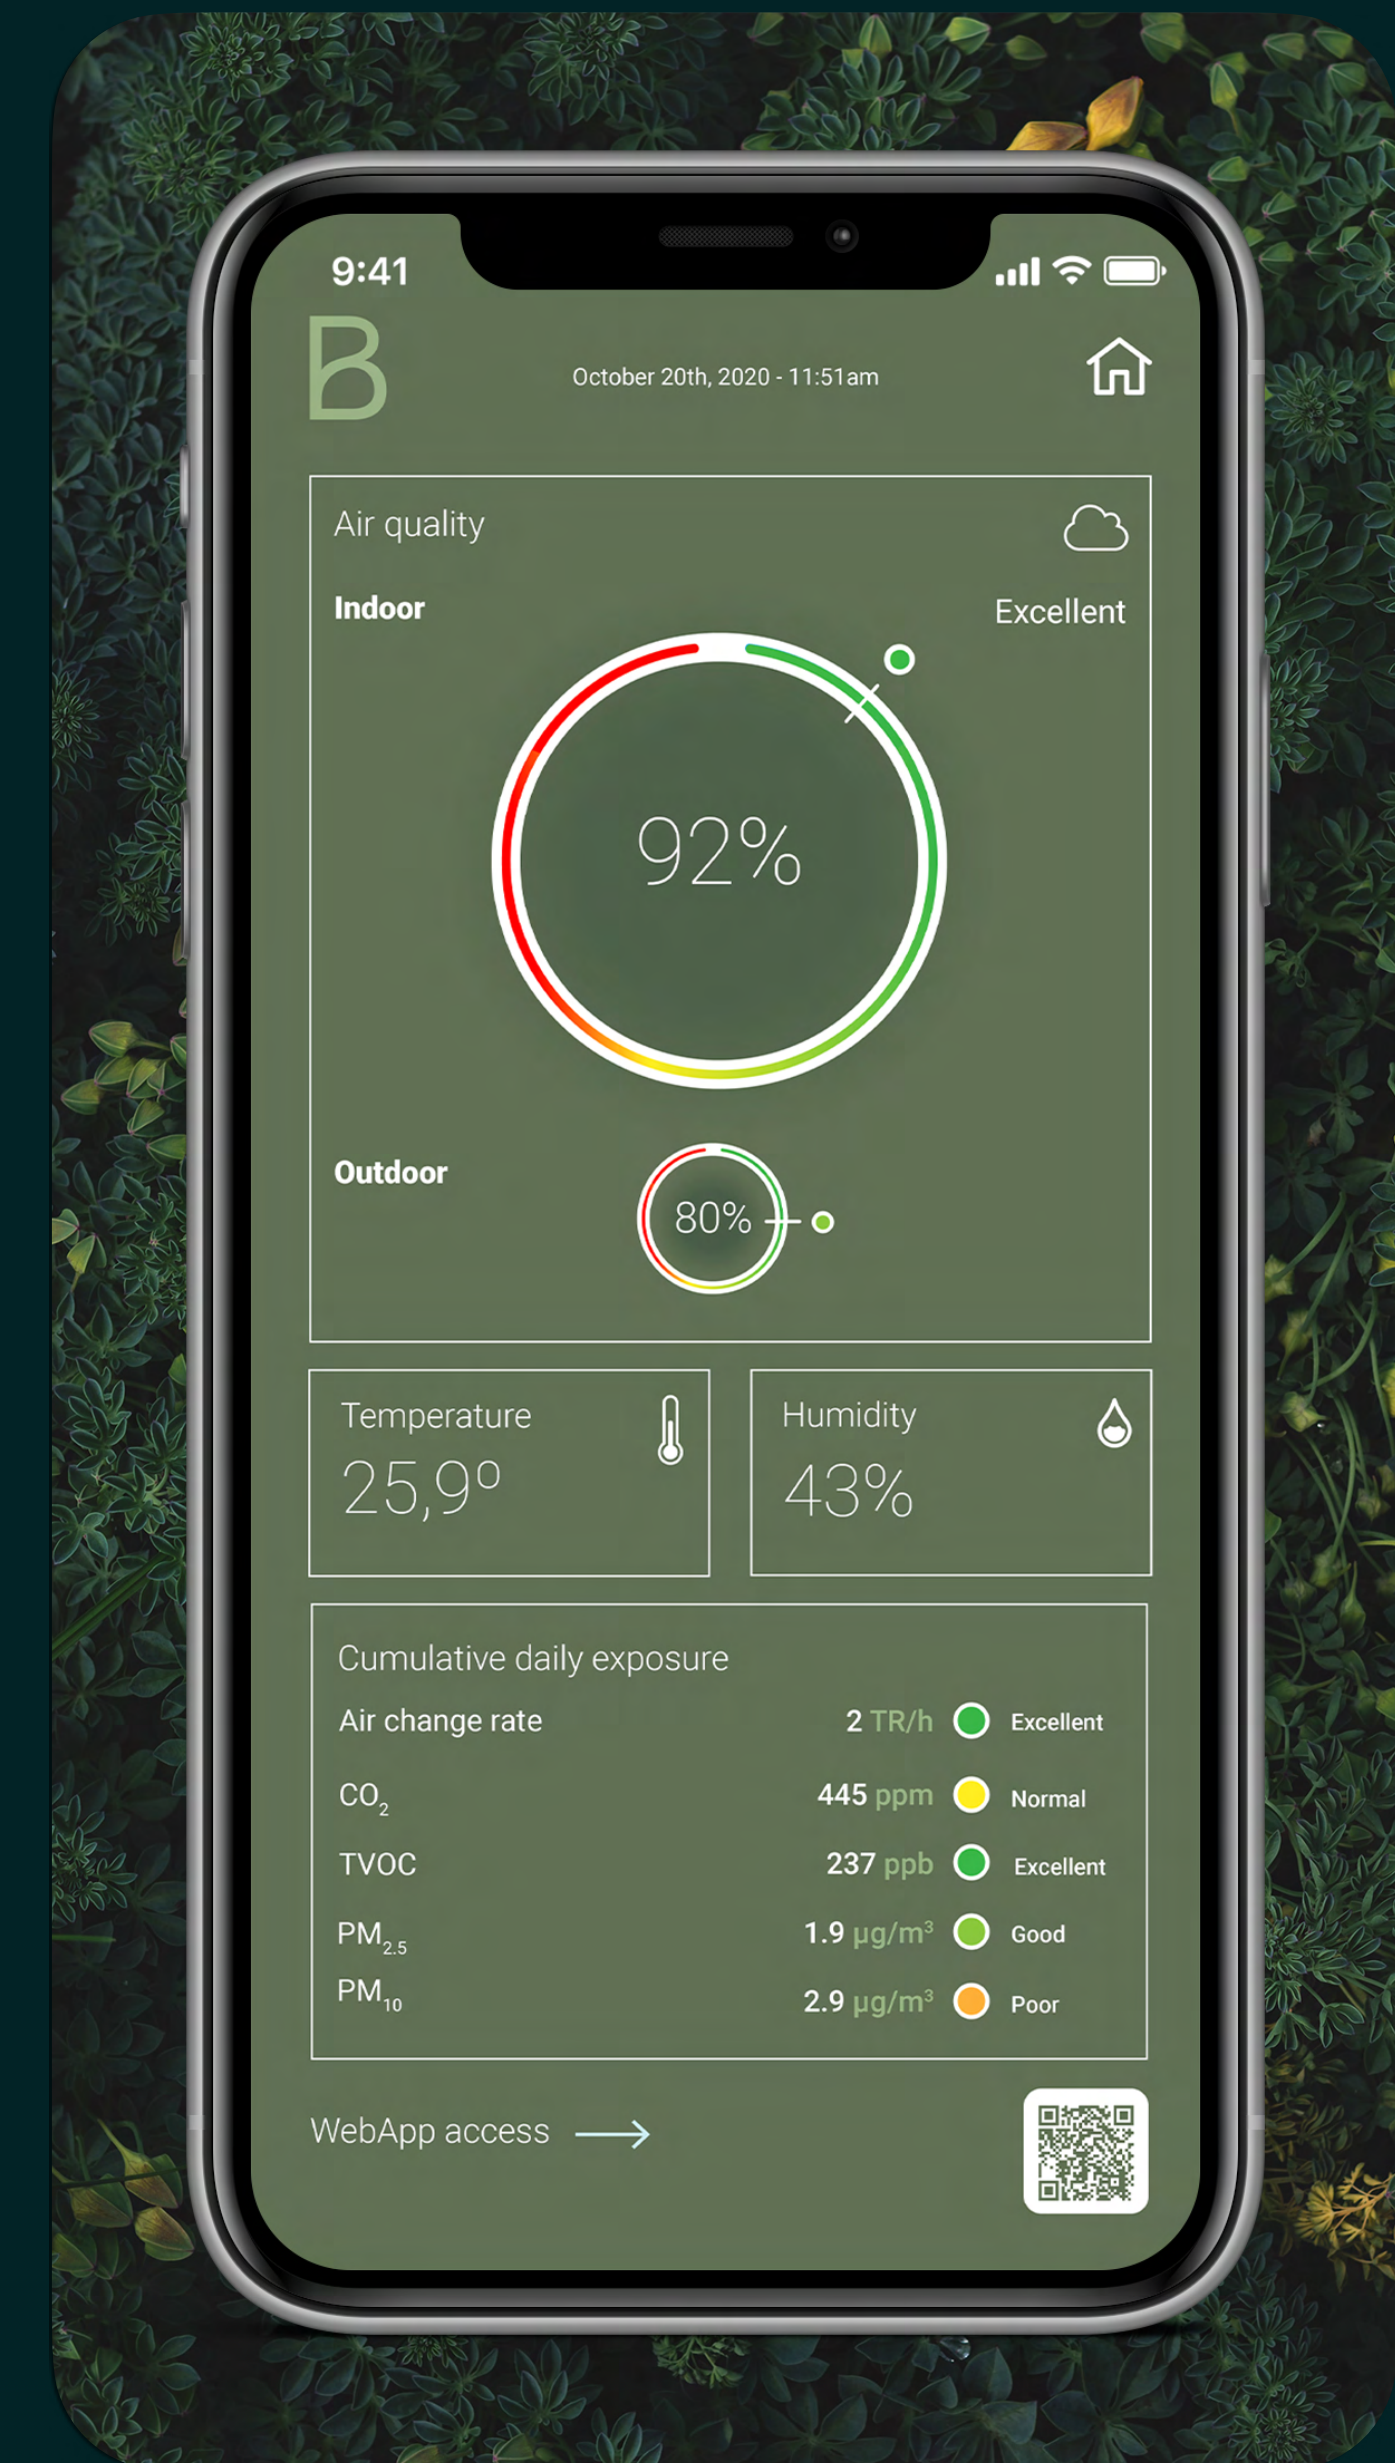 9:41
B
October 20th, 2020 - 11:51am
Air quality
Indoor
Excellent
92%
Outdoor
80%
Temperature
25,9º
Humidity
43%
Cumulative daily exposure
Air change rate 2 TR/h Excellent
CO₂ 445 ppm Normal
TVOC 237 ppb Excellent
PM₂.₅ 1.9 µg/m³ Good
PM₁₀ 2.9 µg/m³ Poor
WebApp access